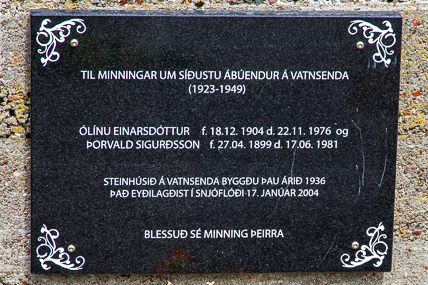 TIL MINNINGAR UM SÍÐUSTU ÁBÚENDUR Á VATNSENDA
(1923-1949)
ÓLÍNU EINARSDÓTTUR f. 18.12. 1904 d. 22.11. 1976 og
ÞORVALD SIGURÐSSON f. 27.04. 1899 d. 17.06. 1981
STEINHÚSIÐ Á VATNSENDA BYGGÐU ÞAU ÁRIÐ 1936
ÞAÐ EYÐILAGÐIST Í SNJÓFLÓÐI 17. JANÚAR 2004
BLESSUÐ SÉ MINNING ÞEIRRA